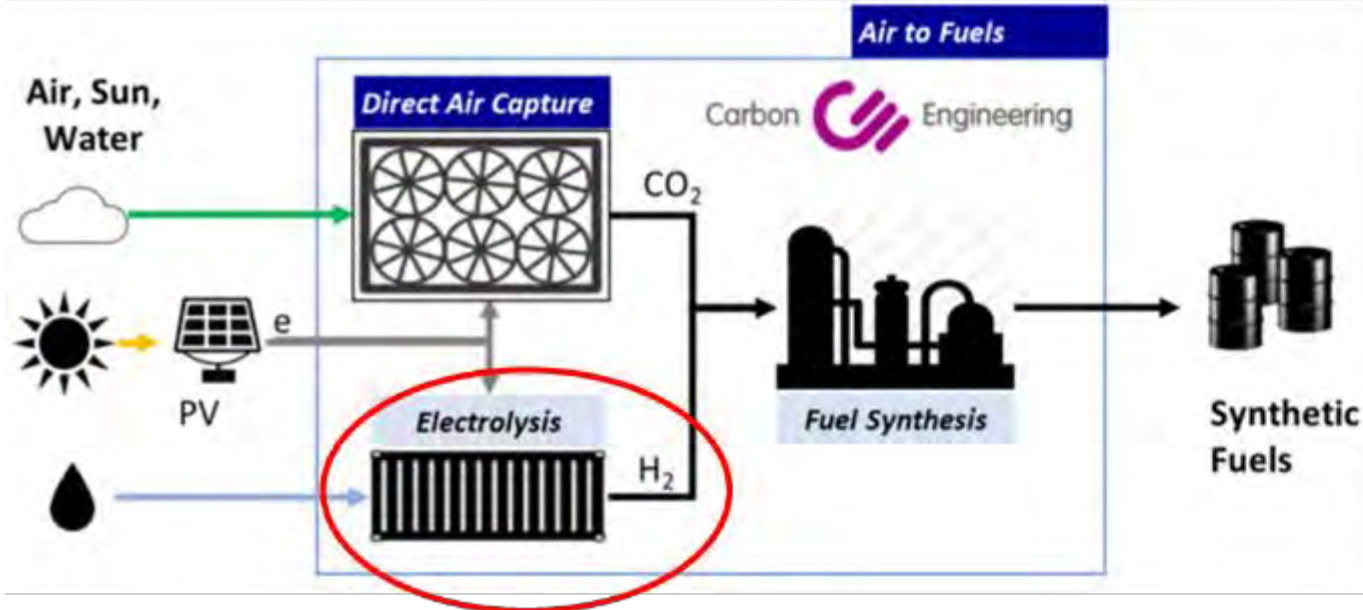 Air to Fuels
Air, Sun,
Water
Direct Air Capture
Carbon Engineering
CO₂
e
PV
Electrolysis
H₂
Fuel Synthesis
Synthetic
Fuels